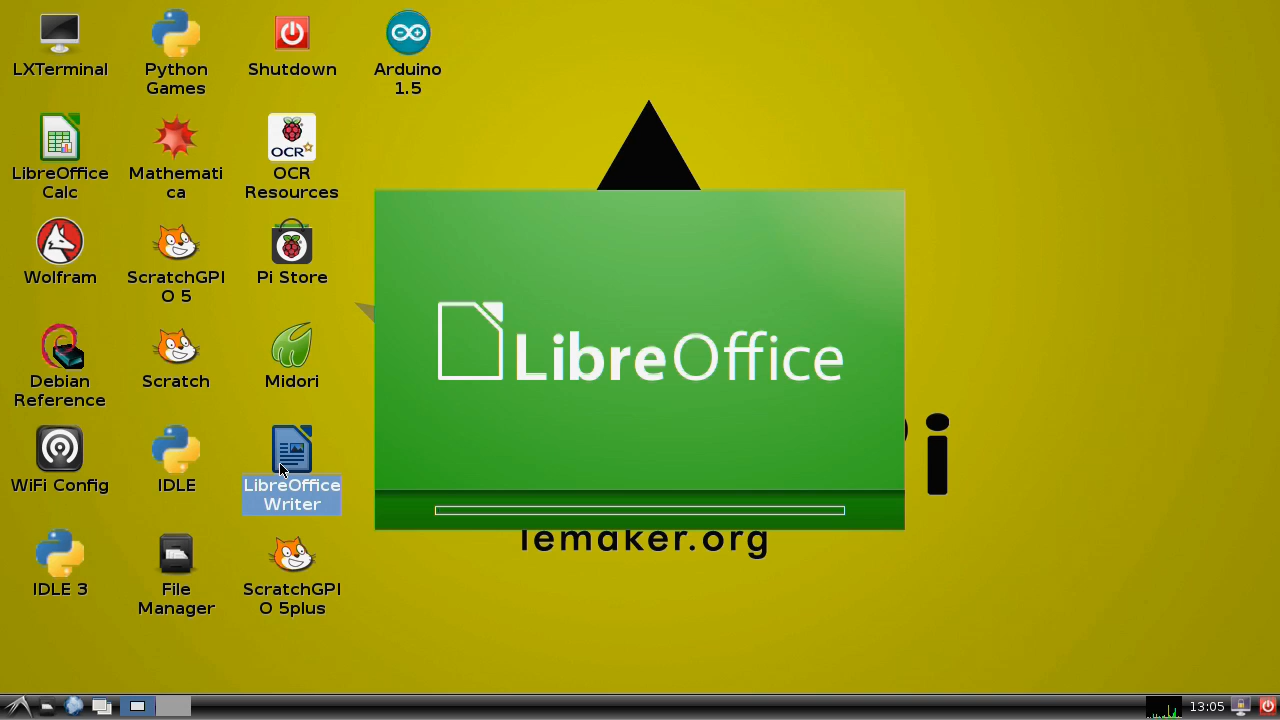 LXTerminal
Python
Games
Shutdown
Arduino
1.5
LibreOffice
Calc
Mathemati
ca
OCR
OCR
Resources
Wolfram
ScratchGPI
O 5
Pi Store
Debian
Reference
Scratch
Midori
WiFi Config
IDLE
LibreOffice
Writer
IDLE 3
File
Manager
ScratchGPI
O 5plus
LibreOffice
i
lemaker.org
13:05